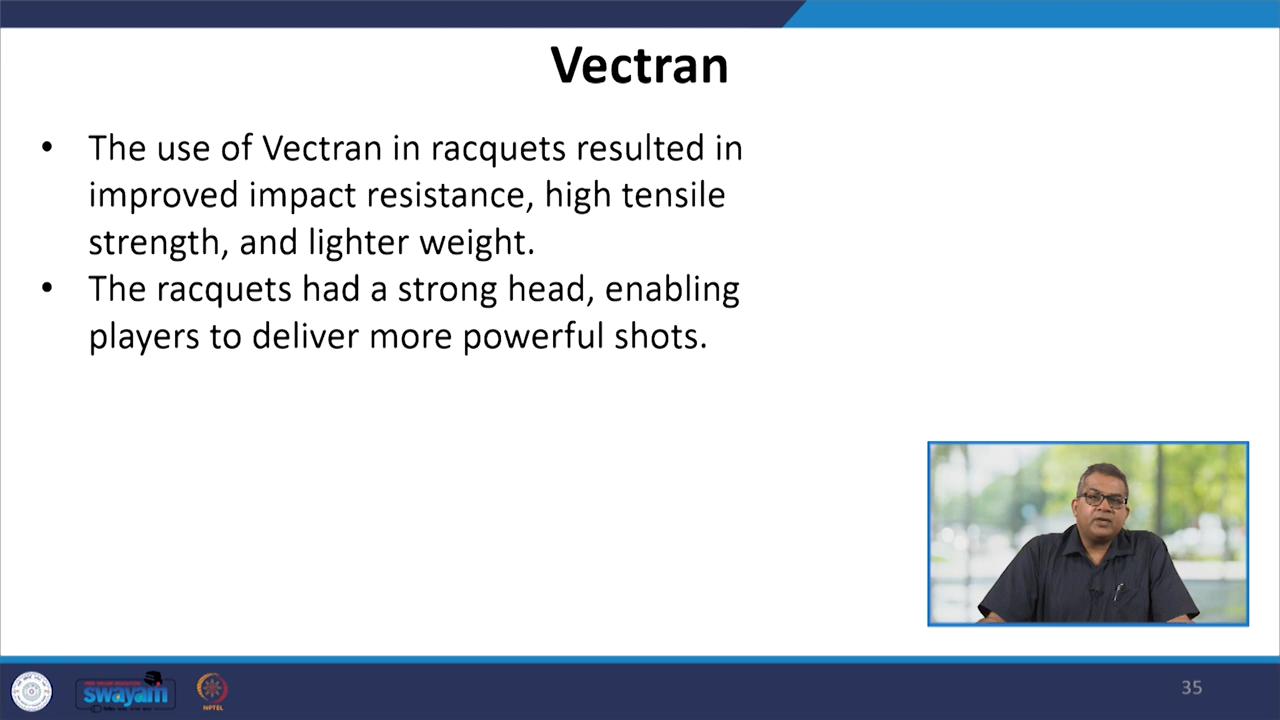 Vectran
• The use of Vectran in racquets resulted in
improved impact resistance, high tensile
strength, and lighter weight.
• The racquets had a strong head, enabling
players to deliver more powerful shots.
swayam
NPTEL
35